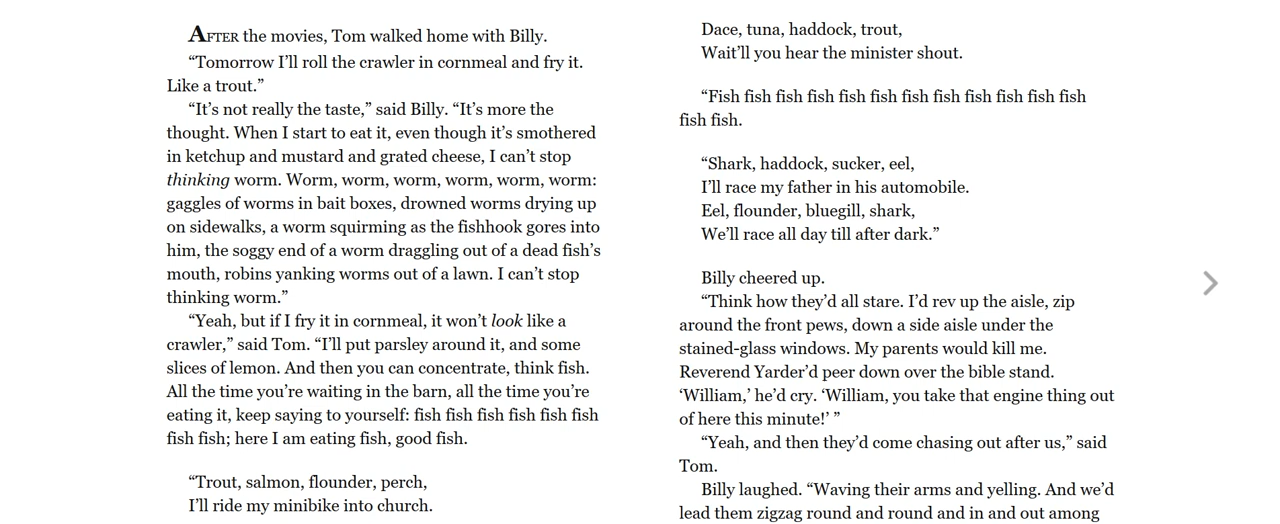 AFTER the movies, Tom walked home with Billy.
“Tomorrow I’ll roll the crawler in cornmeal and fry it.
Like a trout.”
“It’s not really the taste,” said Billy. “It’s more the
thought. When I start to eat it, even though it’s smothered
in ketchup and mustard and grated cheese, I can’t stop
thinking worm. Worm, worm, worm, worm, worm, worm:
gaggles of worms in bait boxes, drowned worms drying up
on sidewalks, a worm squirming as the fishhook gores into
him, the soggy end of a worm draggling out of a dead fish’s
mouth, robins yanking worms out of a lawn. I can’t stop
thinking worm.”
“Yeah, but if I fry it in cornmeal, it won’t look like a
crawler,” said Tom. “I’ll put parsley around it, and some
slices of lemon. And then you can concentrate, think fish.
All the time you’re waiting in the barn, all the time you’re
eating it, keep saying to yourself: fish fish fish fish fish fish
fish fish; here I am eating fish, good fish.
“Trout, salmon, flounder, perch,
I’ll ride my minibike into church.
Dace, tuna, haddock, trout,
Wait’ll you hear the minister shout.
“Fish fish fish fish fish fish fish fish fish fish fish fish
fish fish.
“Shark, haddock, sucker, eel,
I’ll race my father in his automobile.
Eel, flounder, bluegill, shark,
We’ll race all day till after dark.”
Billy cheered up.
“Think how they’d all stare. I’d rev up the aisle, zip
around the front pews, down a side aisle under the
stained-glass windows. My parents would kill me.
Reverend Yarder’d peer down over the bible stand.
‘William,’ he’d cry. ‘William, you take that engine thing out
of here this minute!’ ”
“Yeah, and then they’d come chasing out after us,” said
Tom.
Billy laughed. “Waving their arms and yelling. And we’d
lead them zigzag round and round and in and out among